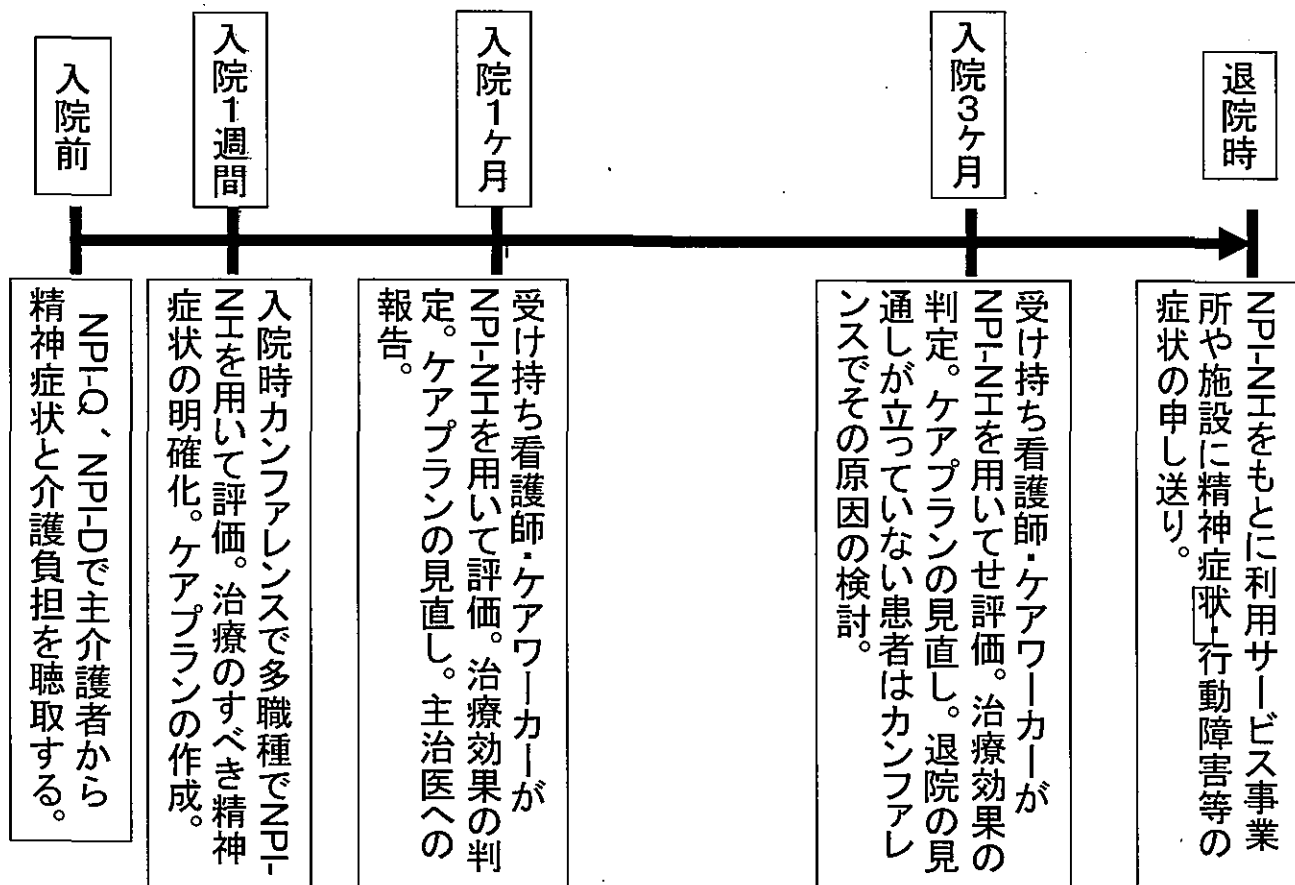 入院前
NPI-Q、NPI-Dで主介護者から
精神症状と介護負担を聴取する。
入院1週間
入院時カンファレンスで多職種でNPI-
NHを用いて評価。治療のすべき精神
症状の明確化。ケアプランの作成。
入院1ケ月
受け持ち看護師・ケアワーカーが
NPI-NHを用いて評価。治療効果の判
定。ケアプランの見直し。主治医への
報告。
入院3ケ月
受け持ち看護師・ケアワーカーが
NPI-NHを用いてせ評価。治療効果の
判定。ケアプランの見直し。退院の見
通しが立っていない患者はカンファレ
ンスでその原因の検討。
退院時
NPI-NHをもとに利用サービス事業
所や施設に精神症状・行動障害等の
症状の申し送り。